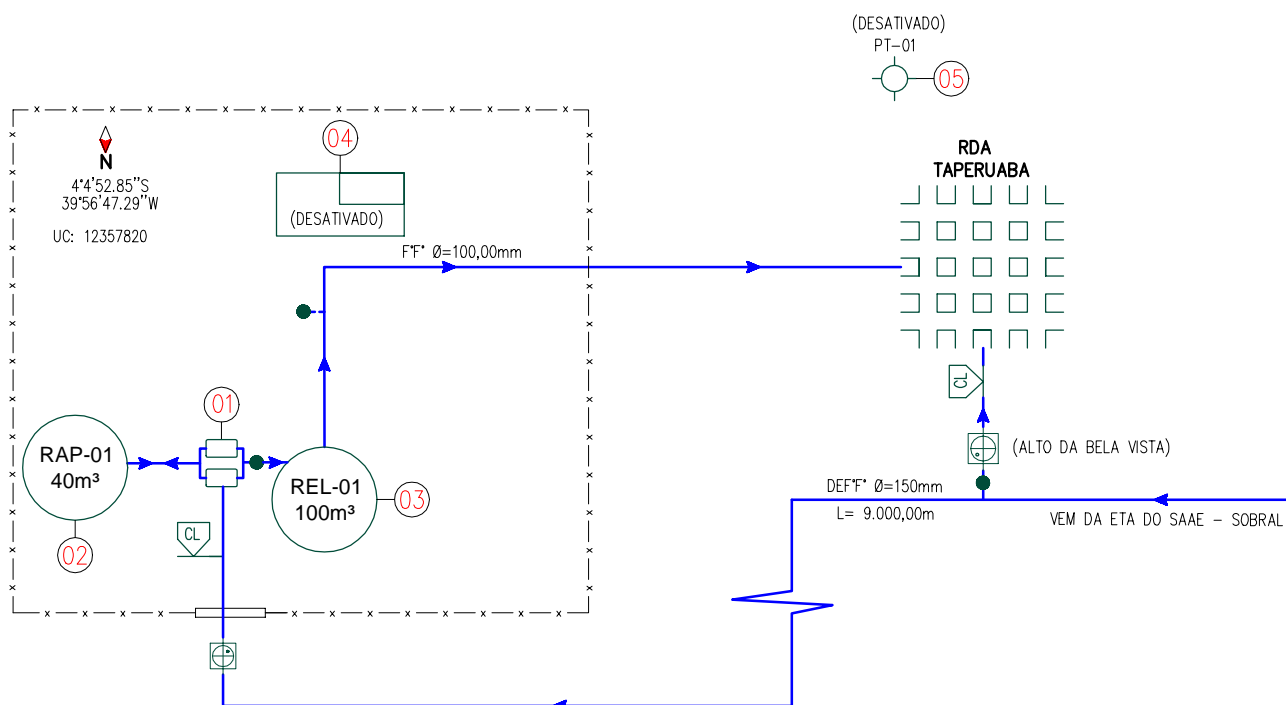 (DESATIVADO)
PT-01
05
04
N
4°4'52.85"S
39°56'47.29"W
UC: 12357820
(DESATIVADO)
RDA
TAPERUABA
F°F° Ø=100,00mm
CL
01
RAP-01
40m³
REL-01
100m³
03
02
CL
(ALTO DA BELA VISTA)
DEF°F° Ø=150mm
L= 9.000,00m
VEM DA ETA DO SAAE - SOBRAL